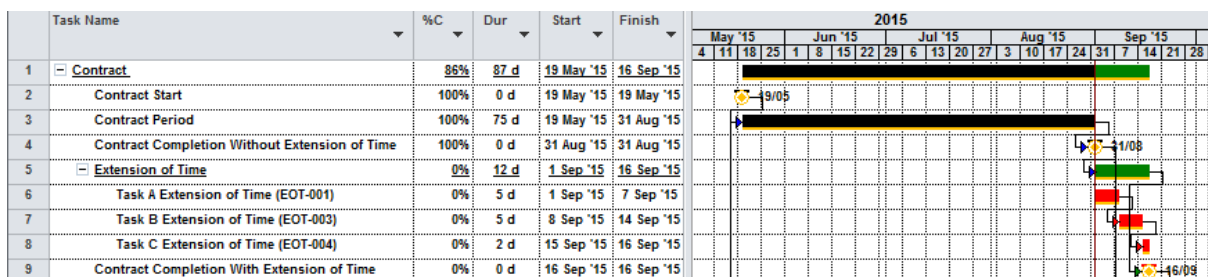 Task Name %C Dur Start Finish 2015
May '15 Jun '15 Jul '15 Aug '15 Sep '15
4 11 18 25 1 8 15 22 29 6 13 20 27 3 10 17 24 31 7 14 21 28
1 Contract 86% 87 d 19 May '15 16 Sep '15
2 Contract Start 100% 0 d 19 May '15 19 May '15 19/05
3 Contract Period 100% 75 d 19 May '15 31 Aug '15
4 Contract Completion Without Extension of Time 100% 0 d 31 Aug '15 31 Aug '15 31/08
5 Extension of Time 0% 12 d 1 Sep '15 16 Sep '15
6 Task A Extension of Time (EOT-001) 0% 5 d 1 Sep '15 7 Sep '15
7 Task B Extension of Time (EOT-003) 0% 5 d 8 Sep '15 14 Sep '15
8 Task C Extension of Time (EOT-004) 0% 2 d 15 Sep '15 16 Sep '15
9 Contract Completion With Extension of Time 0% 0 d 16 Sep '15 16 Sep '15 16/09